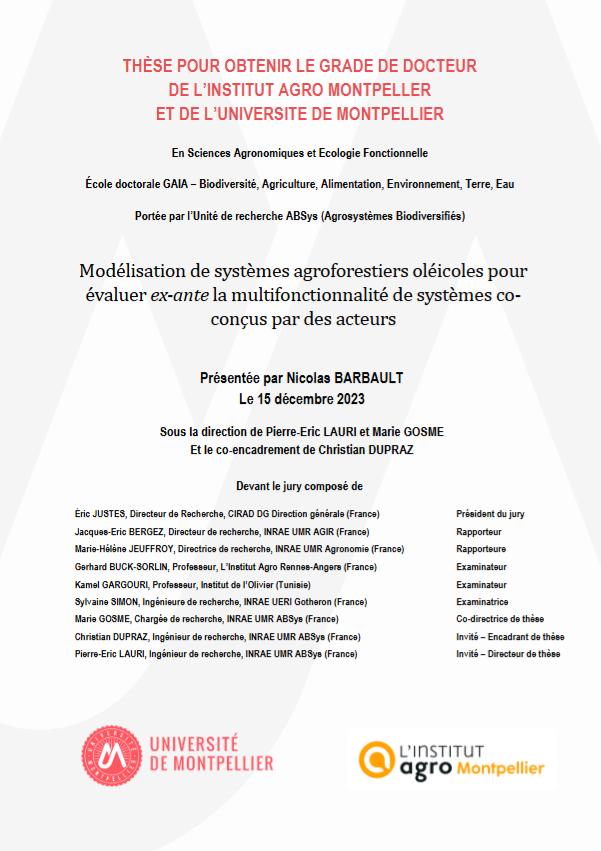 THÈSE POUR OBTENIR LE GRADE DE DOCTEUR
DE L'INSTITUT AGRO MONTPELLER
ET DE L'UNIVERSITE DE MONTPELLIER
En Sciences Agronomiques et Ecologie Fonctionnelle
École doctorale GAIA – Biodiversité, Agriculture, Alimentation, Environnement, Terre, Eau
Portée par l'Unité de recherche ABSys (Agrosystèmes Biodiversifiés)
Modélisation de systèmes agroforestiers oléicoles pour
évaluer ex-ante la multifonctionnalité de systèmes co-
conçus par des acteurs
Présentée par Nicolas BARBAULT
Le 15 décembre 2023
Sous la direction de Pierre-Eric LAURI et Marie GOSME
Et le co-encadrement de Christian DUPRAZ
Devant le jury composé de
Éric JUSTES, Directeur de Recherche, CIRAD DG Direction générale (France) Président du jury
Jacques-Eric BERGEZ, Directeur de recherche, INRAE UMR AGIR (France) Rapporteur
Marie-Hélène JEUFFROY, Directrice de recherche, INRAE UMR Agronomie (France) Rapporteure
Gerhard BUCK-SORLIN, Professeur, L'Institut Agro Rennes-Angers (France) Examinateur
Kamel GARGOURI, Professeur, Institut de l'Olivier (Tunisie) Examinateur
Sylvaine SIMON, Ingénieure de recherche, INRAE UERI Gotheron (France) Examinatrice
Marie GOSME, Chargée de recherche, INRAE UMR ABSys (France) Co-directrice de thèse
Christian DUPRAZ, Ingénieur de recherche, INRAE UMR ABSys (France) Invité – Encadrant de thèse
Pierre-Eric LAURI, Ingénieur de recherche, INRAE UMR ABSys (France) Invité – Directeur de thèse
UNIVERSITÉ
MONTPELLIER
UNIVERSITÉ
DE MONTPELLIER
L'INSTITUT
agro Montpellier